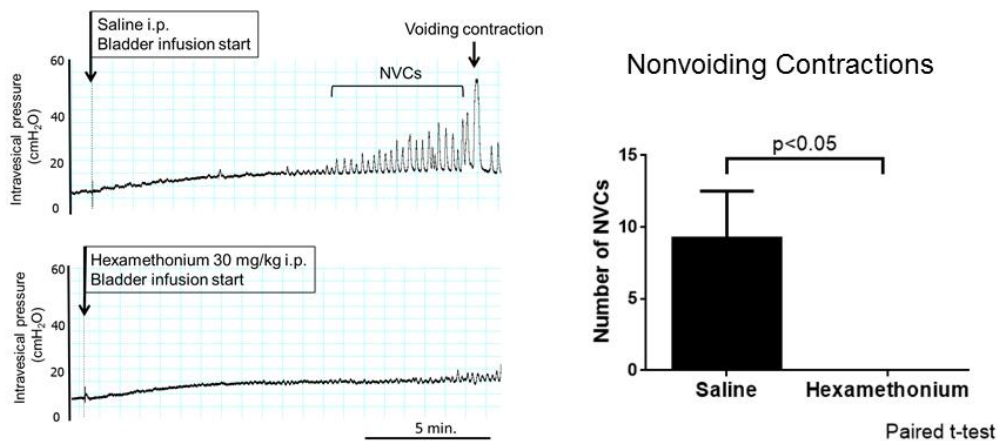 Saline i.p.
Bladder infusion start
Voiding contraction
NVCs
60
40
20
0
Intravesical pressure
(cmH₂O)
Hexamethonium 30 mg/kg i.p.
Bladder infusion start
60
40
20
0
Intravesical pressure
(cmH₂O)
5 min.
Nonvoiding Contractions
p<0.05
15
10
5
0
Number of NVCs
Saline Hexamethonium
Paired t-test